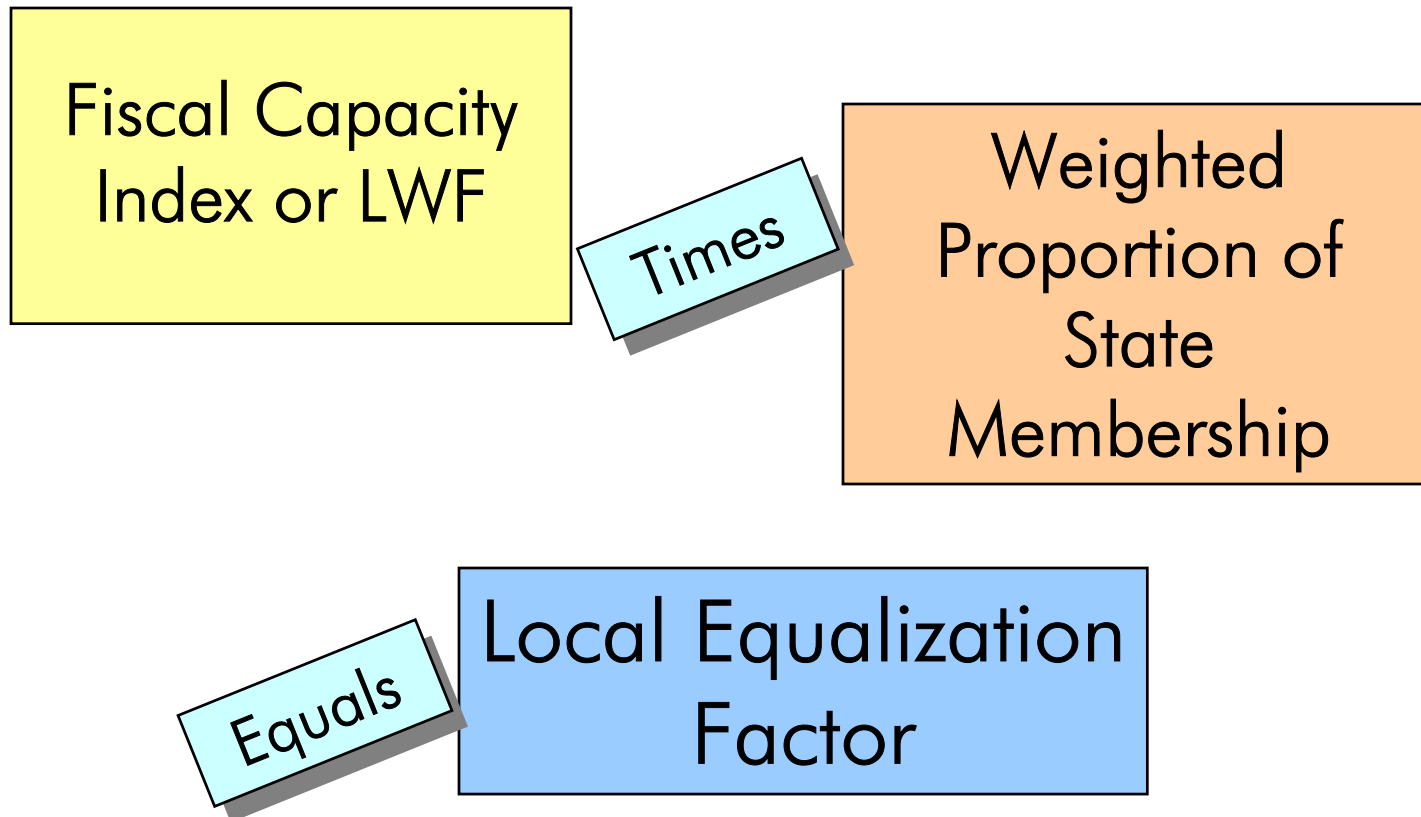 Fiscal Capacity
Index or LWF
Times
Weighted
Proportion of
State
Membership
Equals
Local Equalization
Factor